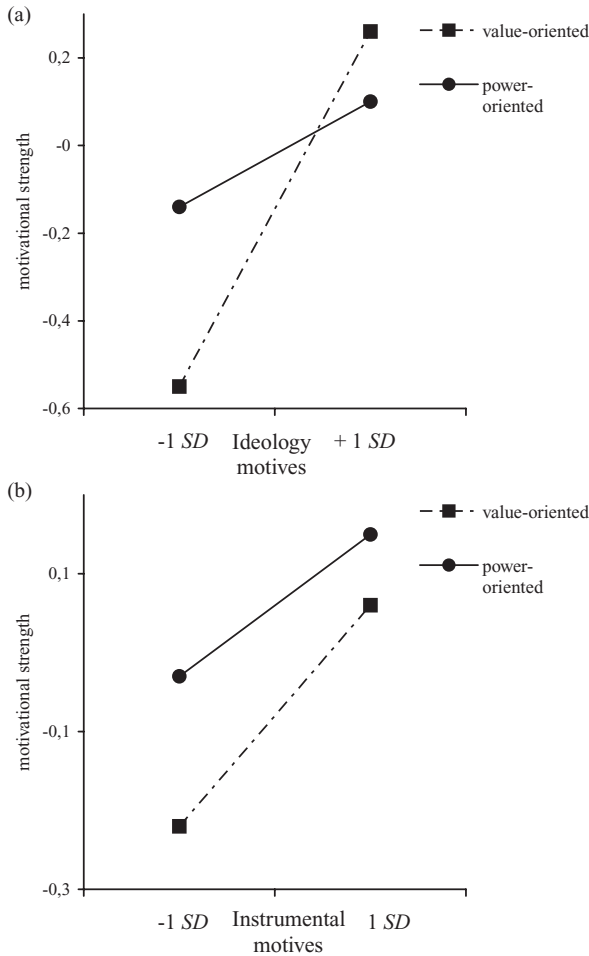 (a)
0,2
-0
-0,2
-0,4
-0,6
motivational strength
value-oriented
power-
oriented
-1 SD Ideology + 1 SD
motives
(b)
0,1
-0,1
-0,3
motivational strength
value-oriented
power-
oriented
-1 SD Instrumental 1 SD
motives